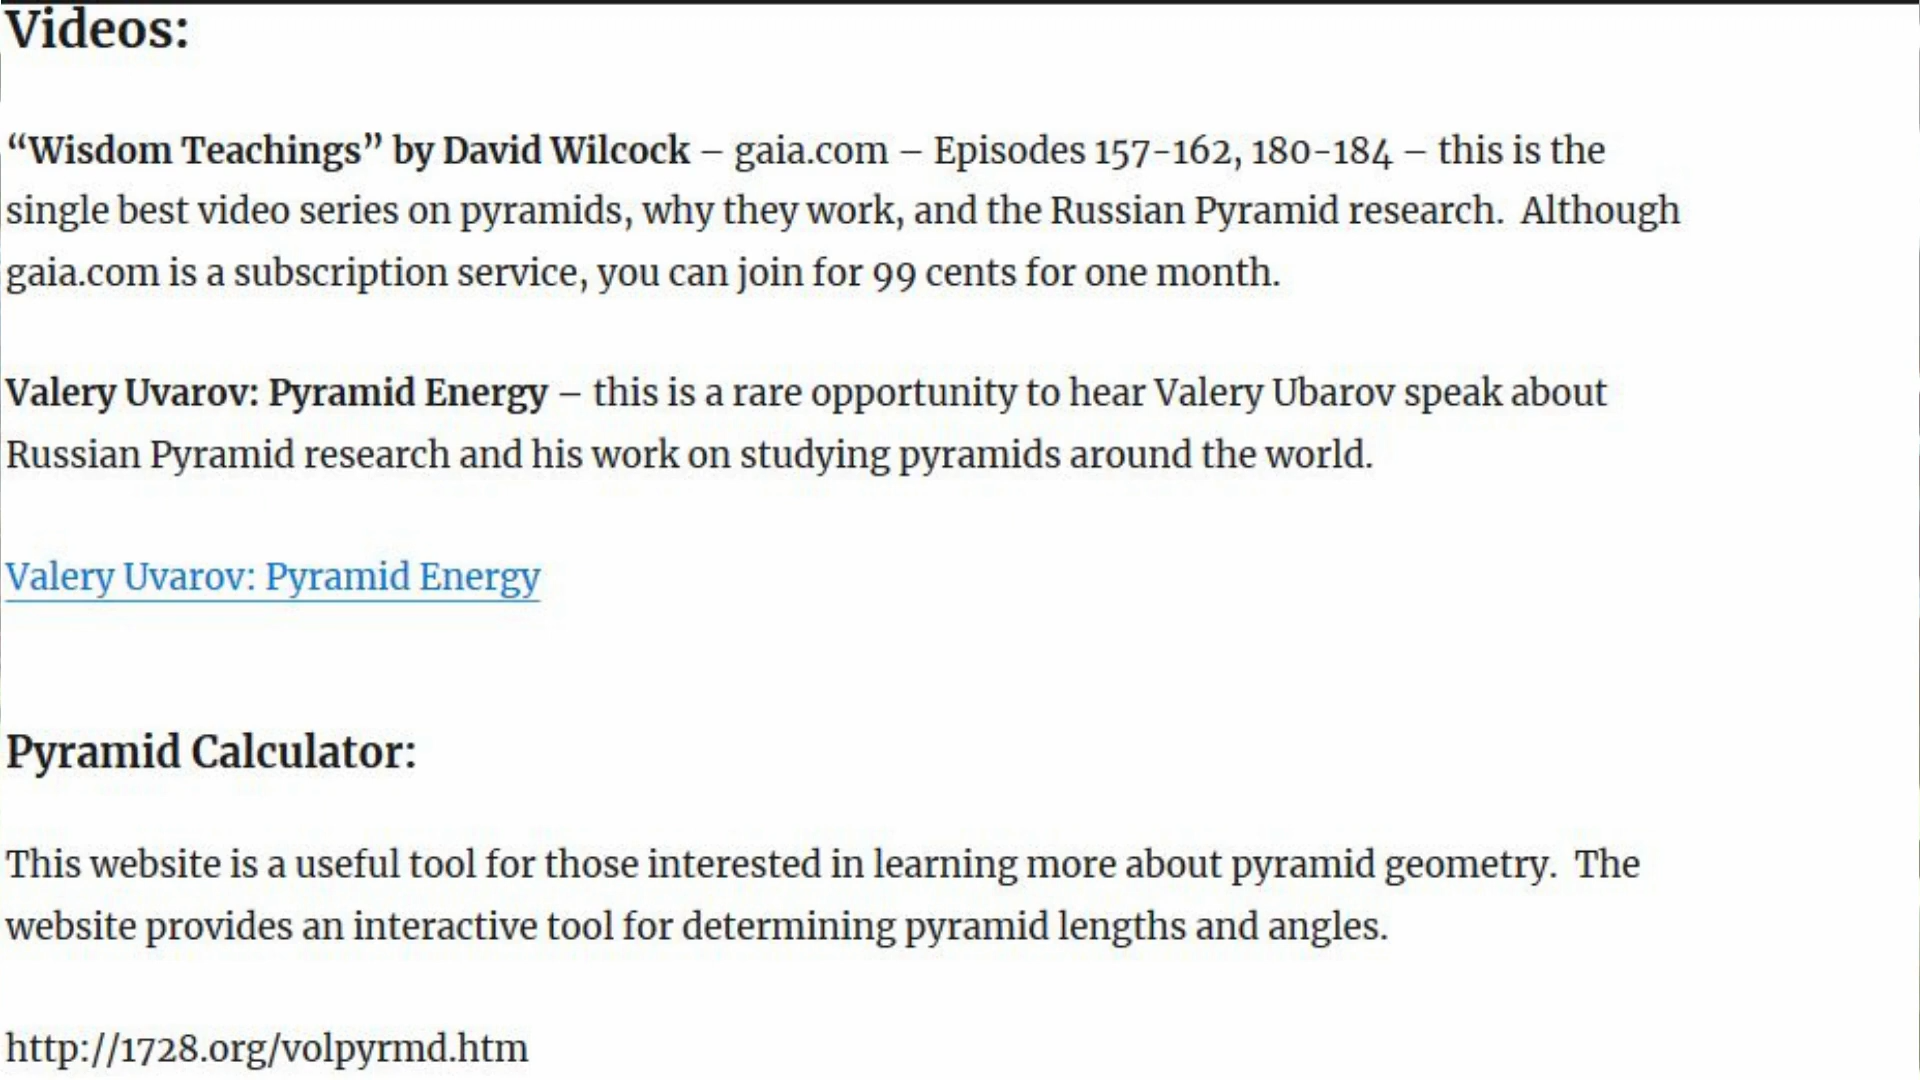 Videos:
“Wisdom Teachings” by David Wilcock – gaia.com – Episodes 157-162, 180-184 – this is the
single best video series on pyramids, why they work, and the Russian Pyramid research.  Although
gaia.com is a subscription service, you can join for 99 cents for one month.
Valery Uvarov: Pyramid Energy – this is a rare opportunity to hear Valery Ubarov speak about
Russian Pyramid research and his work on studying pyramids around the world.
Valery Uvarov: Pyramid Energy
Pyramid Calculator:
This website is a useful tool for those interested in learning more about pyramid geometry.  The
website provides an interactive tool for determining pyramid lengths and angles.
http://1728.org/volpyrmd.htm